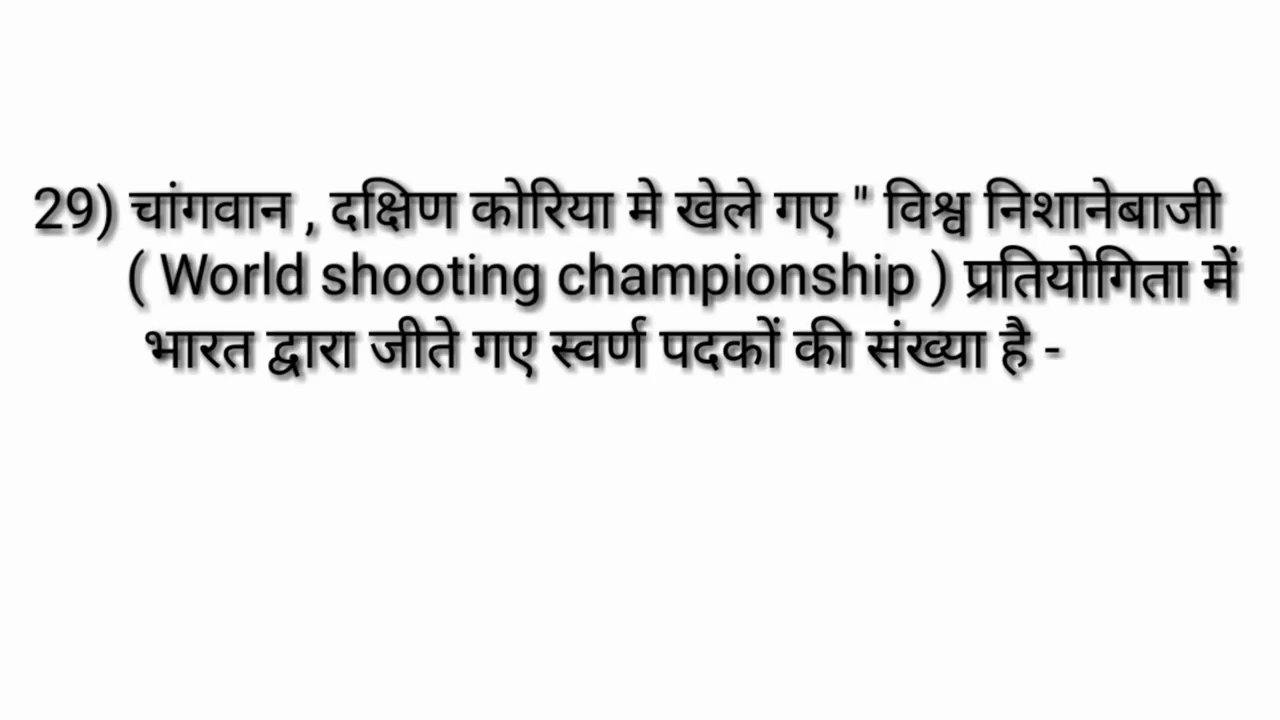 29) चांगवान , दक्षिण कोरिया मे खेले गए " विश्व निशानेबाजी
( World shooting championship ) प्रतियोगिता में
भारत द्वारा जीते गए स्वर्ण पदकों की संख्या है -